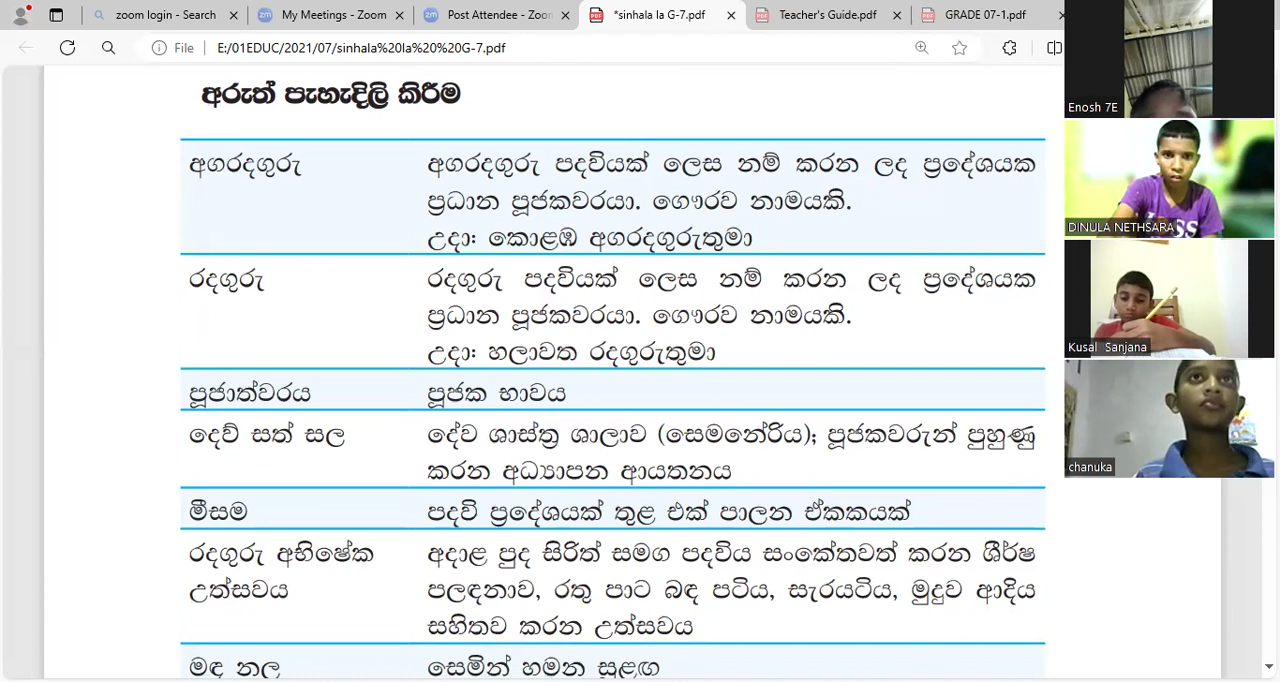 zoom login - Search
My Meetings - Zoom
Post Attendee - Zoo
*sinhala la G-7.pdf
Teacher's Guide.pdf
GRADE 07-1.pdf
File
E:/01EDUC/2021/07/sinhala%20la%20%20G-7.pdf
අරුත් පැහැදිලි කිරීම
අගරදගුරු
අගරදගුරු පදවියක් ලෙස නම් කරන ලද ප්‍රදේශයක
ප්‍රධාන පූජකවරයා. ගෞරව නාමයකි.
උදා: කොළඹ අගරදගුරුතුමා
රදගුරු
රදගුරු පදවියක් ලෙස නම් කරන ලද ප්‍රදේශයක
ප්‍රධාන පූජකවරයා. ගෞරව නාමයකි.
උදා: හලාවත රදගුරුතුමා
පූජාත්වරය
පූජක භාවය
දෙව් සත් සල
දේව ශාස්ත්‍ර ශාලාව (සෙමනේරිය); පූජකවරුන් පුහුණු
කරන අධ්‍යාපන ආයතනය
මීසම
පදවි ප්‍රදේශයක් තුළ එක් පාලන ඒකකයක්
රදගුරු අභිෂේක
උත්සවය
අදාළ පුද සිරිත් සමග පදවිය සංකේතවත් කරන ශීර්ෂ
පලඳනාව, රතු පාට බඳ පටිය, සැරයටිය, මුදුව ආදිය
සහිතව කරන උත්සවය
මඳ නල
සෙමින් හමන සුළඟ
Enosh 7E
DINULA NETHSARA
Kusal Sanjana
chanuka